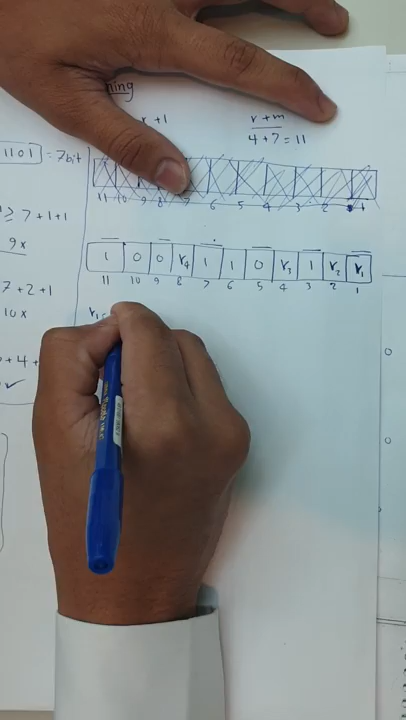 r + 1
r + m
1101 = 7bit
4 + 7 = 11
≥ 7 + 1 + 1
11 10 9 8 7 6 5 4 3 2 1
9x
1 0 0 r4 1 1 0 r3 1 r2 r1
11 10 9 8 7 6 5 4 3 2 1
7 + 2 + 1
10x
r1
+ 4 +